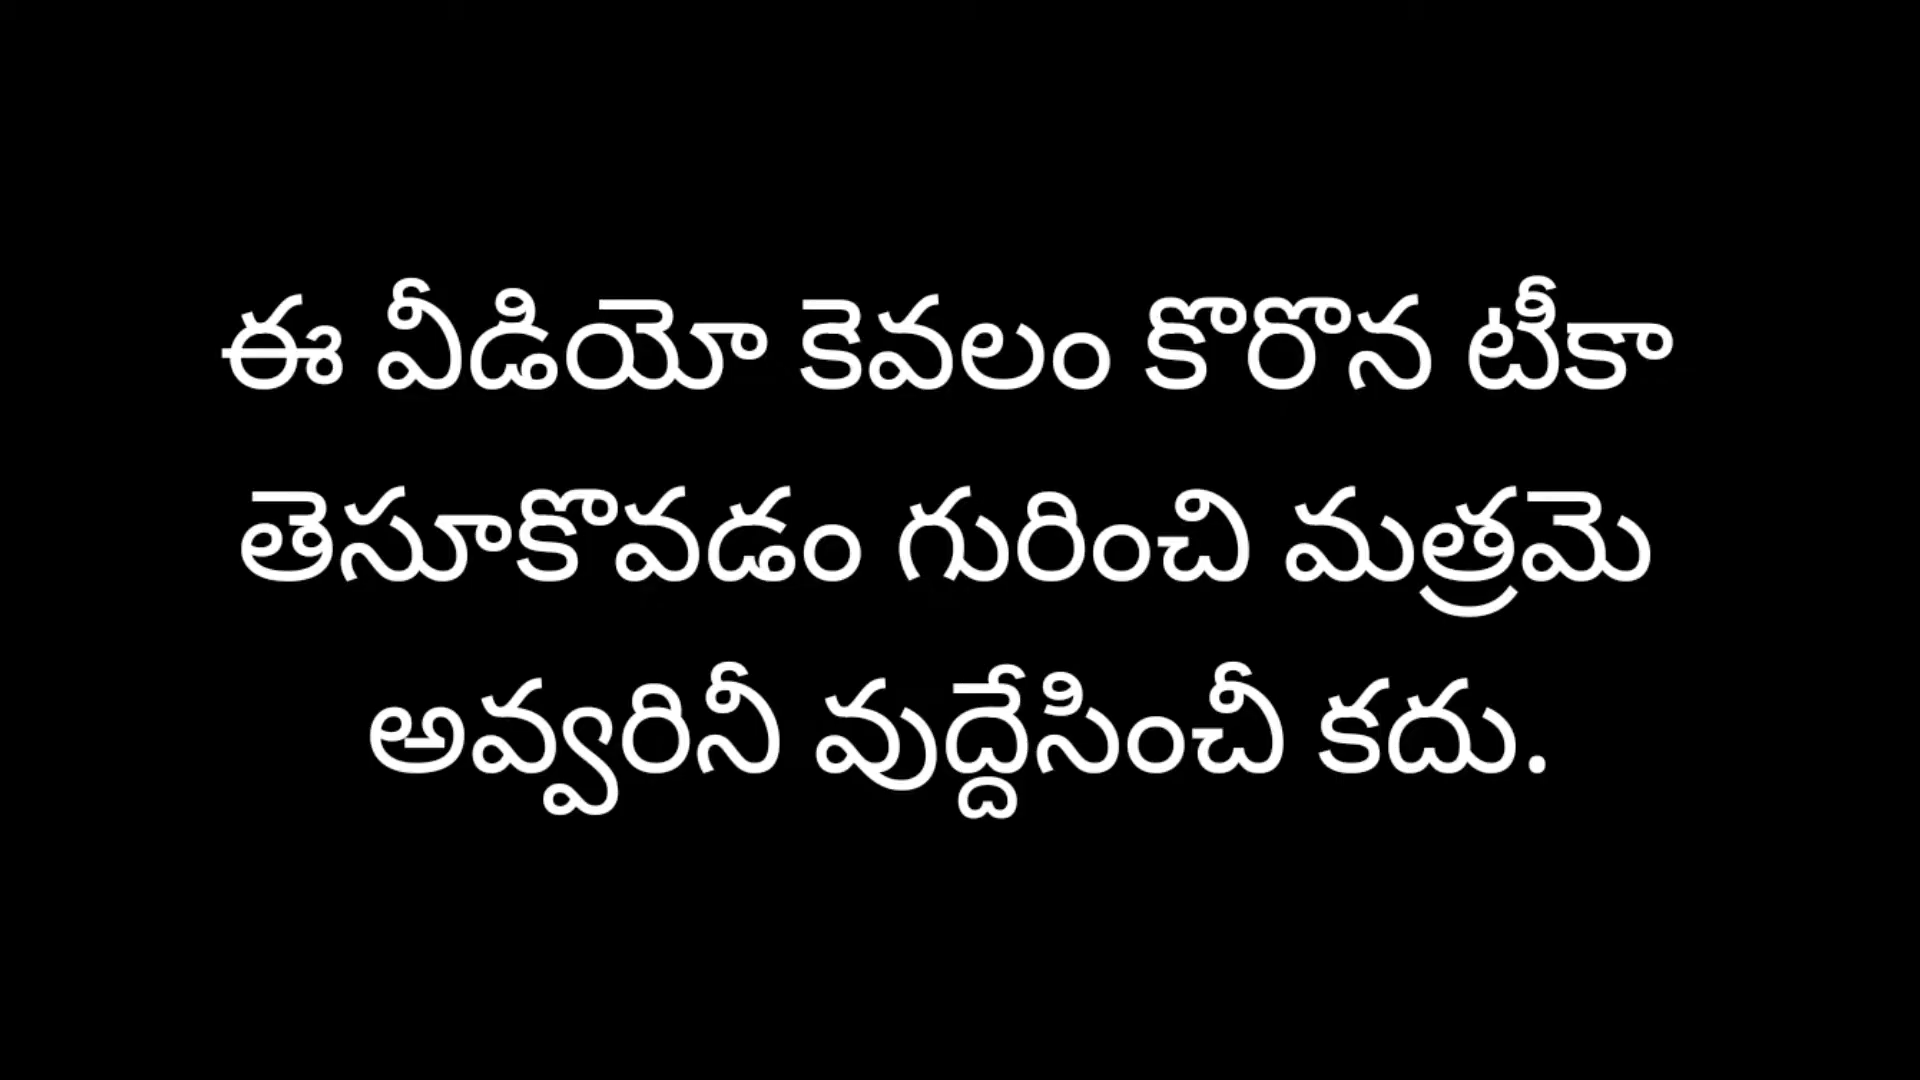 ఈ వీడియో కెవలం కొరొన టీకా
తెసూకొవడం గురించి మత్రమె
అవ్వరినీ వుద్దేసించీ కదు.